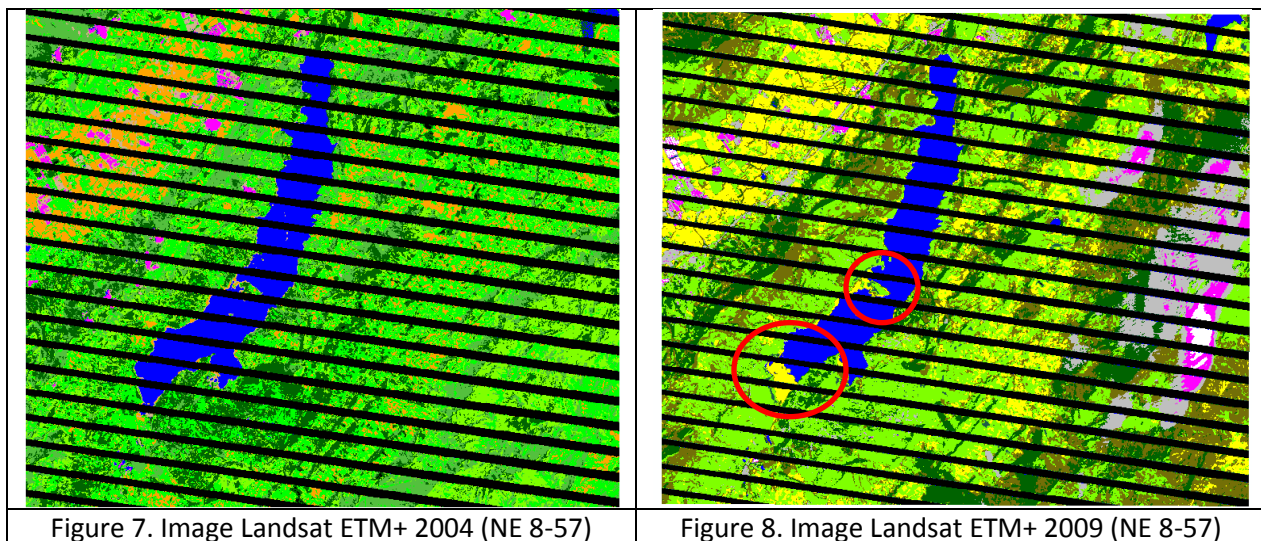 Figure 7. Image Landsat ETM+ 2004 (NE 8-57)
Figure 8. Image Landsat ETM+ 2009 (NE 8-57)